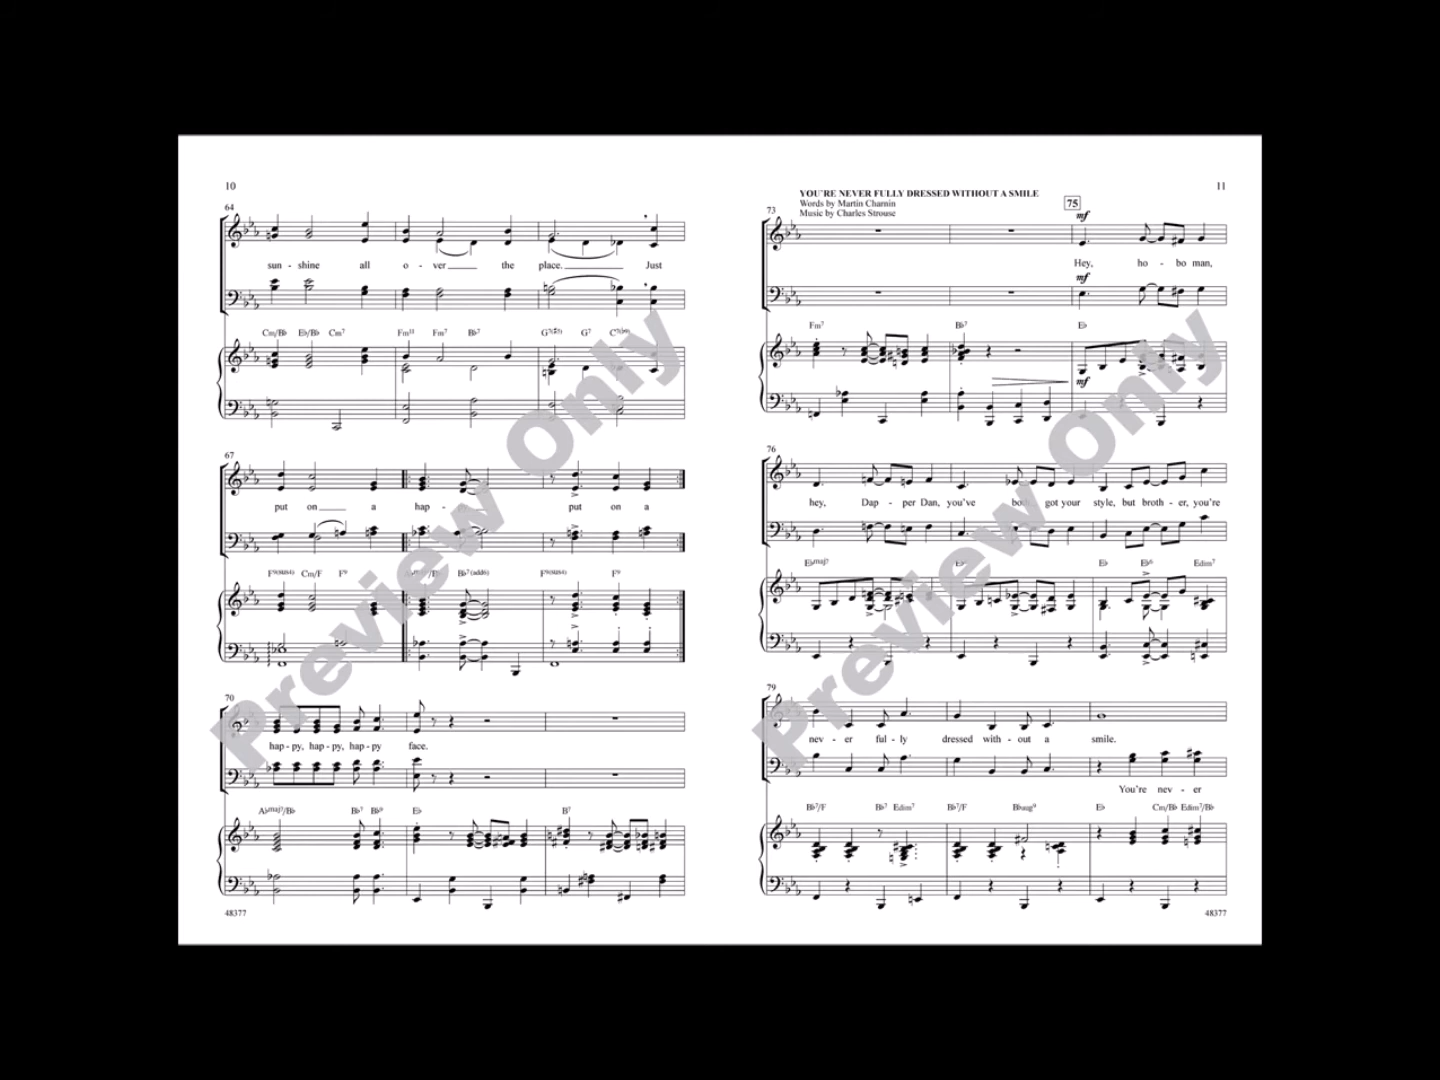 10
64
sun - shine all o - ver the place. Just
Cm/B♭ E♭/B♭ Cm7 Fm11 Fm7 B♭7 G7(♯5) G7
67
put on a hap - put on a
F9(sus4) Cm/F F9 B♭7(add6) F9(sus4) F9
70
hap - py, hap - py, hap - py face.
A♭maj7/B♭ B♭7 B♭9 E♭ B7
48377
11
YOU'RE NEVER FULLY DRESSED WITHOUT A SMILE
Words by Martin Charnin
Music by Charles Strouse
73
75
mf
Hey, ho - bo man,
mf
Fm7 B♭7 E♭
mf
76
hey, Dap - per Dan, you've both got your style, but broth - er, you're
E♭maj7 E♭ E♭6 Edim7
79
nev - er ful - ly dressed with - out a smile.
You're nev - er
B♭7/F B♭7 Edim7 B♭7/F B♭aug9 E♭ Cm/B♭ Edim7/B♭
48377
Preview Only
Preview Only